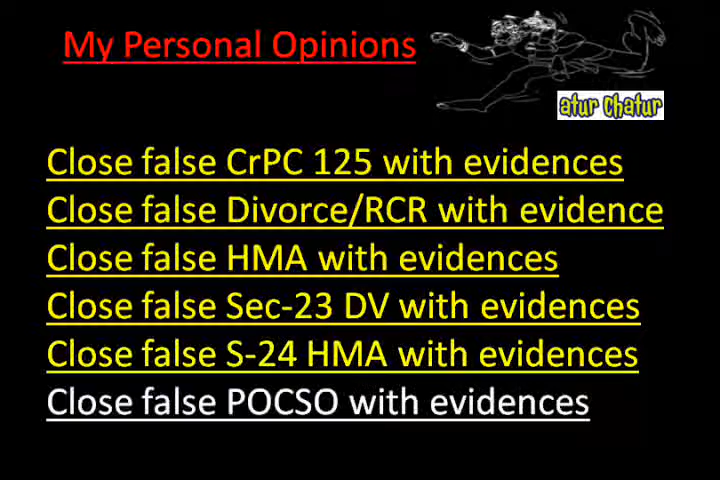 My Personal Opinions
atur Chatur
Close false CrPC 125 with evidences
Close false Divorce/RCR with evidence
Close false HMA with evidences
Close false Sec-23 DV with evidences
Close false S-24 HMA with evidences
Close false POCSO with evidences